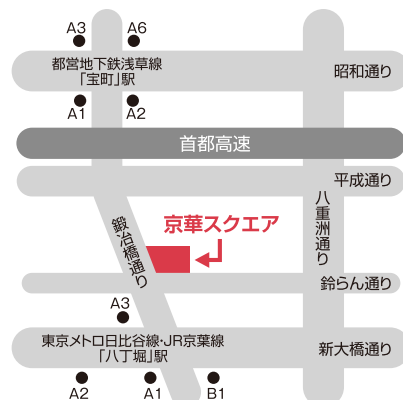 A3
A6
都営地下鉄浅草線
「宝町」駅
昭和通り
A1
A2
首都高速
平成通り
八重洲通り
鍛冶橋通り
京華スクエア
鈴らん通り
A3
東京メトロ日比谷線・JR京葉線
「八丁堀」駅
新大橋通り
A2
A1
B1